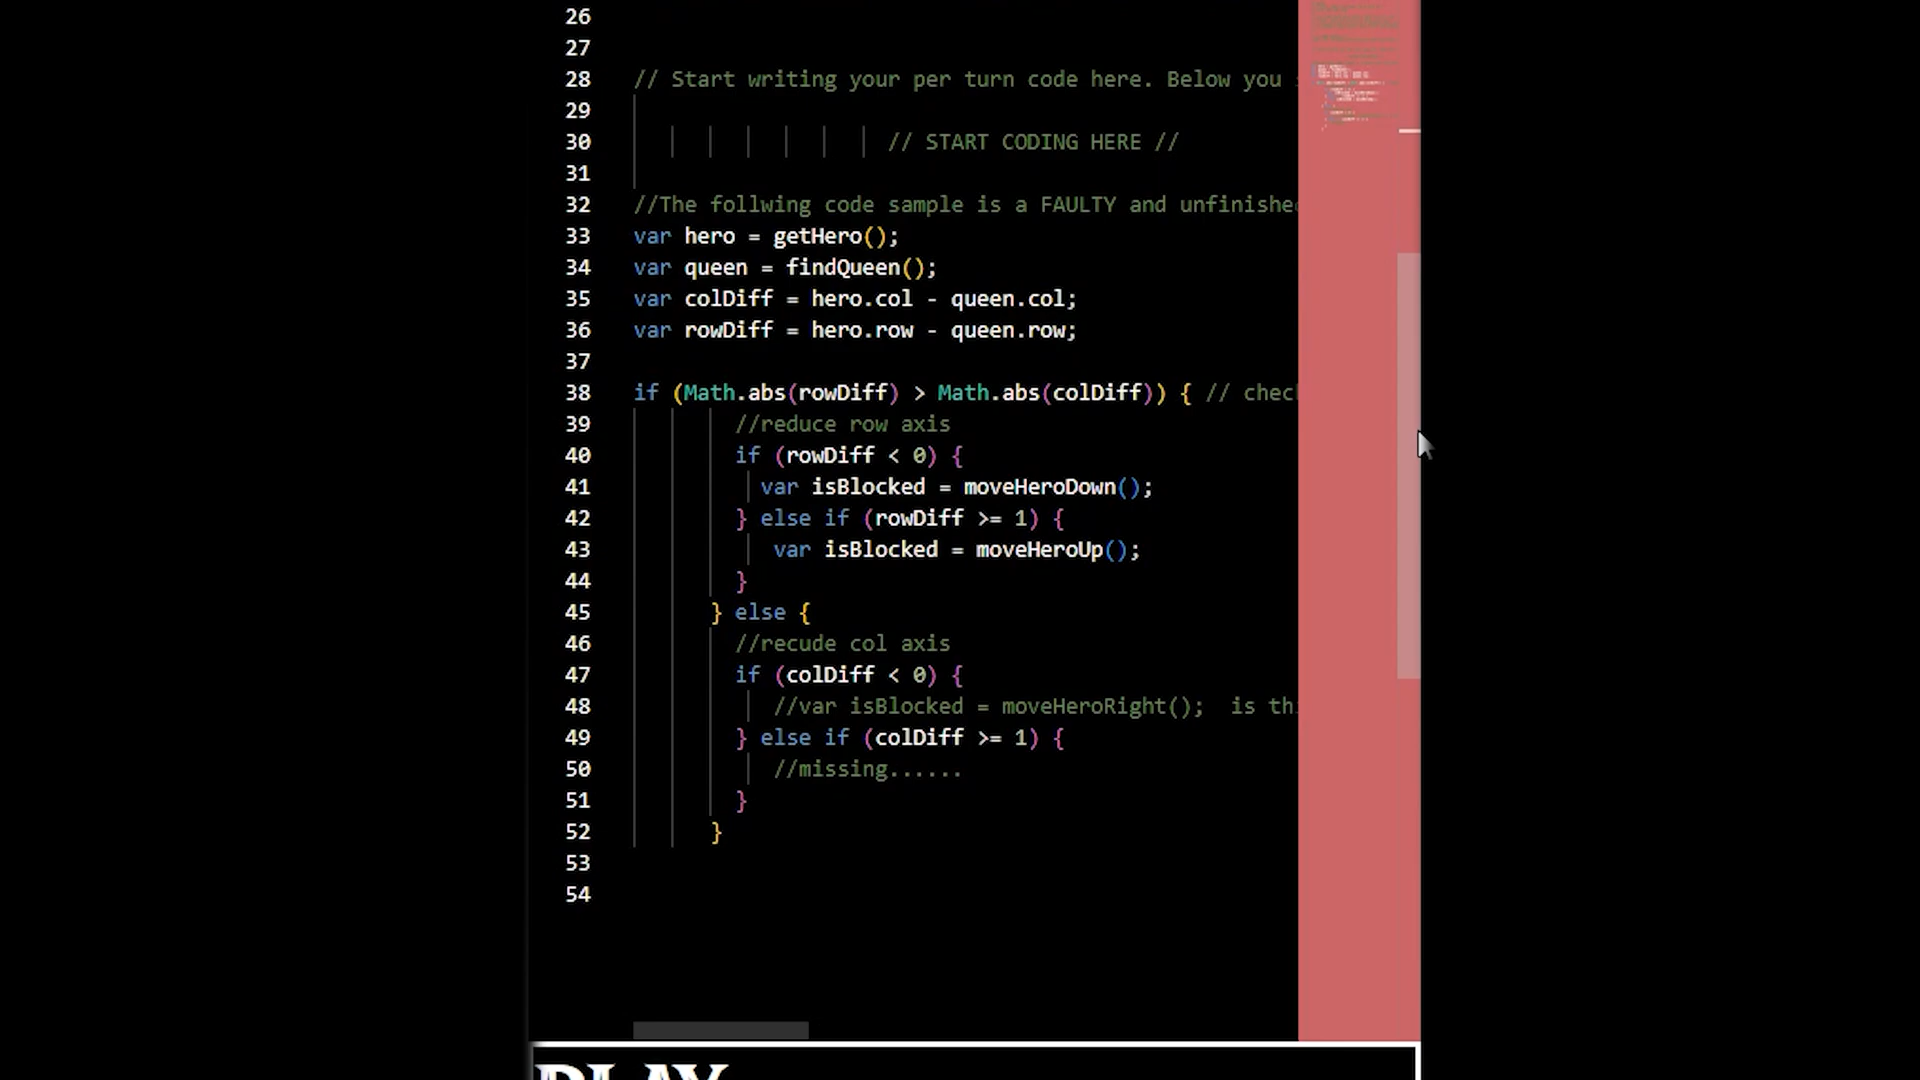 26
27
28 // Start writing your per turn code here. Below you
29
30 // START CODING HERE //
31
32 //The follwing code sample is a FAULTY and unfinished
33 var hero = getHero();
34 var queen = findQueen();
35 var colDiff = hero.col - queen.col;
36 var rowDiff = hero.row - queen.row;
37
38 if (Math.abs(rowDiff) > Math.abs(colDiff)) { // chec
39 //reduce row axis
40 if (rowDiff < 0) {
41 var isBlocked = moveHeroDown();
42 } else if (rowDiff >= 1) {
43 var isBlocked = moveHeroUp();
44 }
45 } else {
46 //recude col axis
47 if (colDiff < 0) {
48 //var isBlocked = moveHeroRight();  is th
49 } else if (colDiff >= 1) {
50 //missing......
51 }
52 }
53
54
PLAY